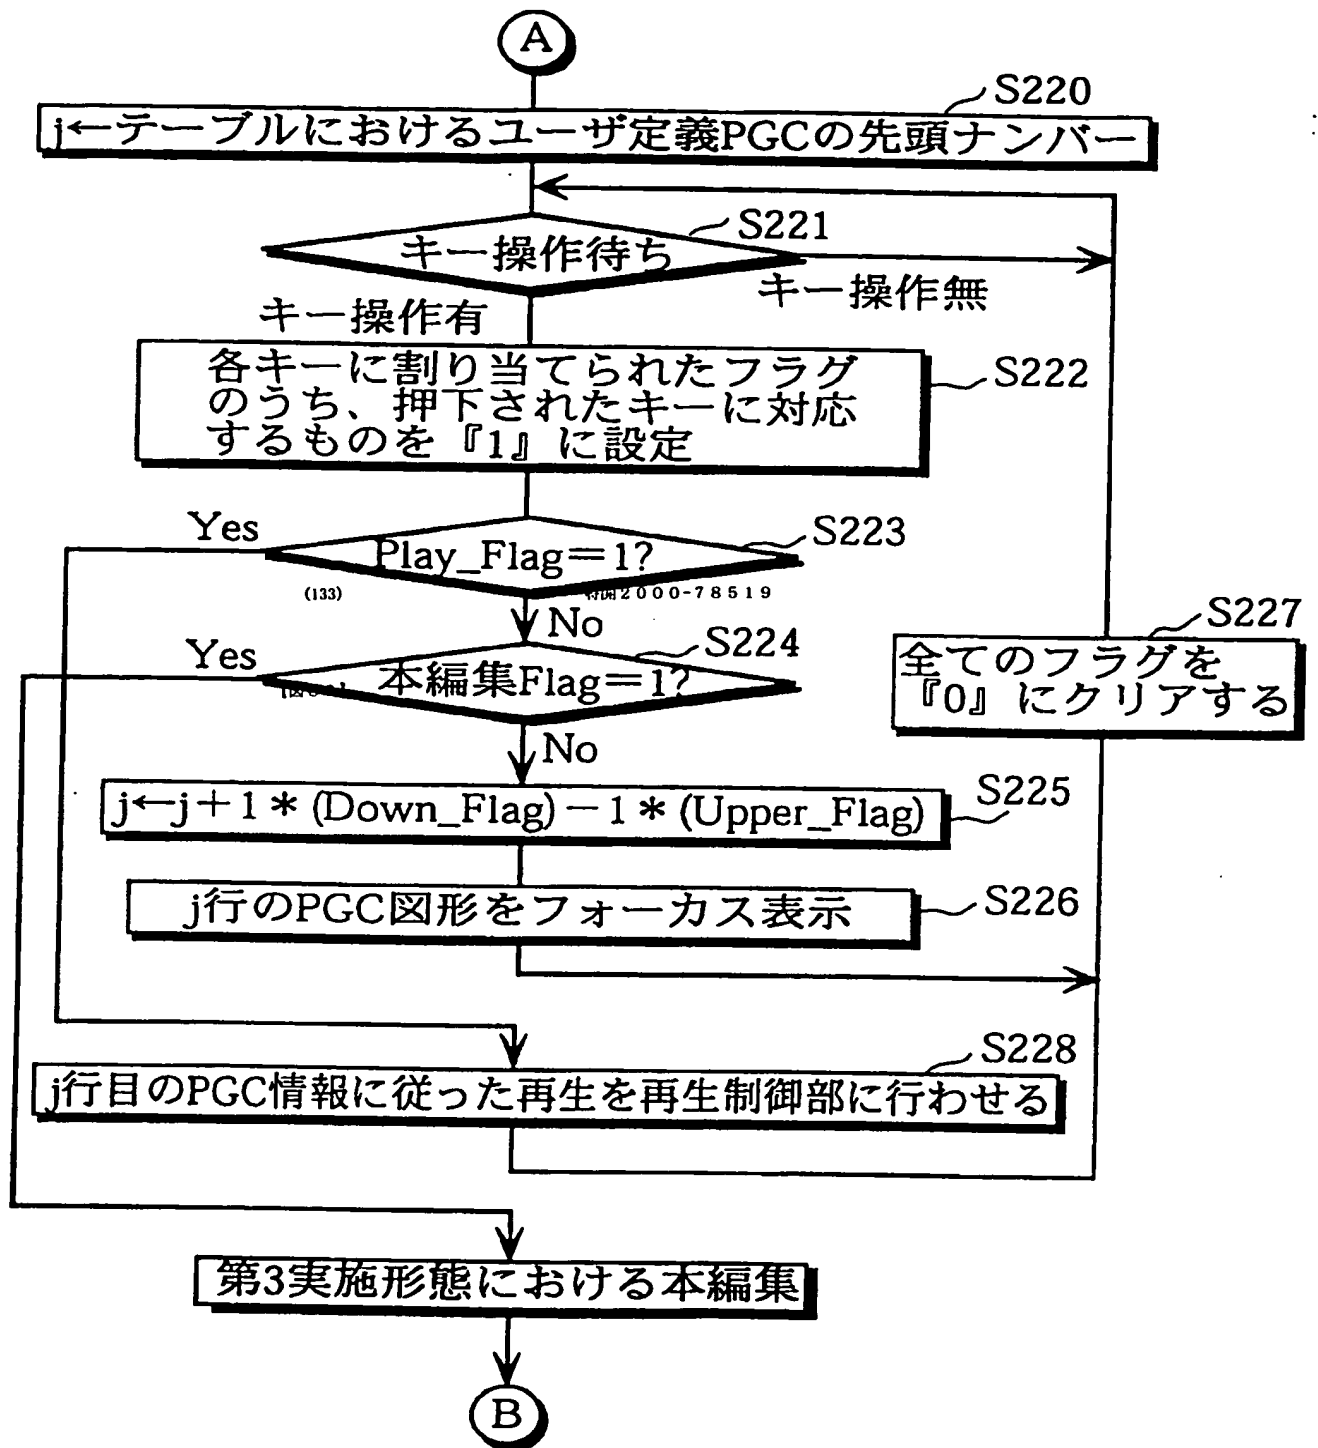 A
S220
j←テーブルにおけるユーザ定義PGCの先頭ナンバー
S221
キー操作待ち
キー操作無
キー操作有
S222
各キーに割り当てられたフラグ
のうち、押下されたキーに対応
するものを『1』に設定
Yes
S223
Play_Flag=1?
(133)
特開2000-78519
No
S224
S227
Yes
本編集Flag=1?
全てのフラグを
『0』にクリアする
No
S225
j←j+1*(Down_Flag)-1*(Upper_Flag)
S226
j行のPGC図形をフォーカス表示
S228
j行目のPGC情報に従った再生を再生制御部に行わせる
第3実施形態における本編集
B